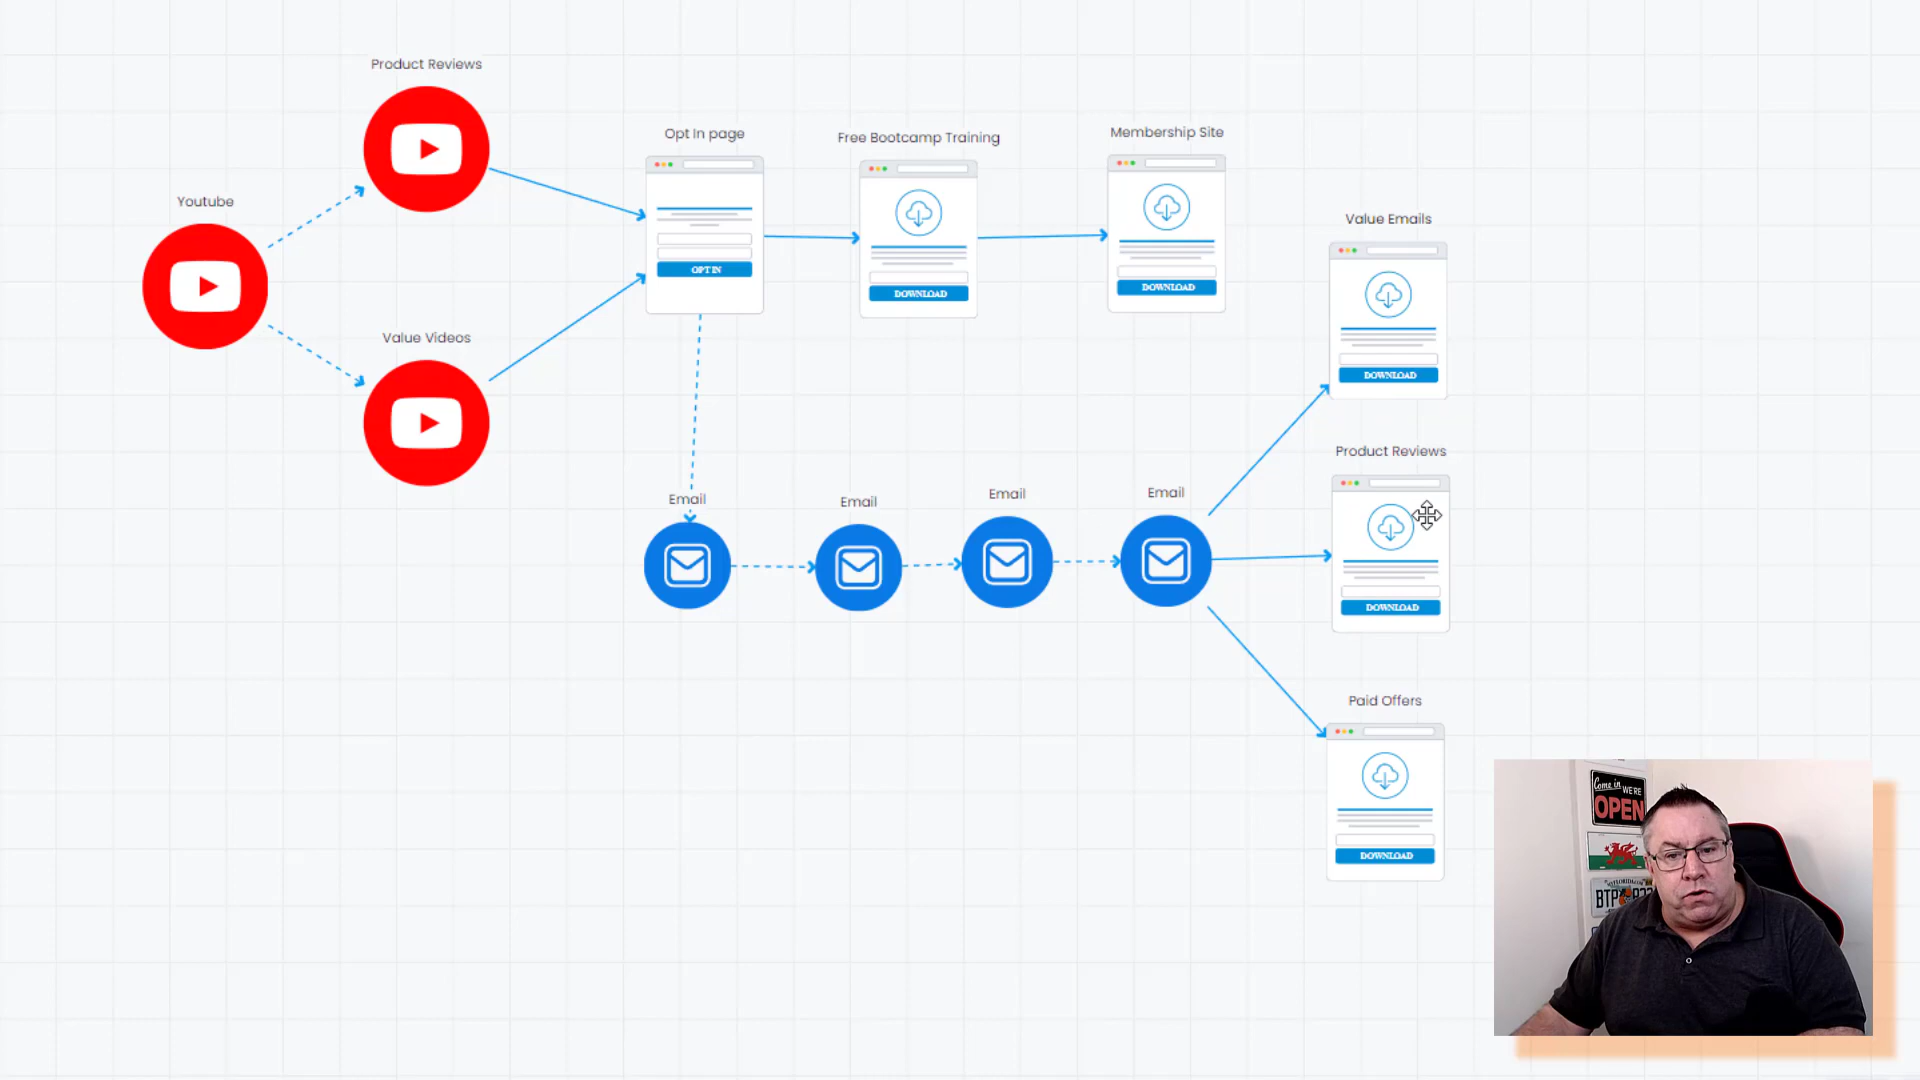 Product Reviews
Youtube
Value Videos
Opt In page
OPT IN
Free Bootcamp Training
DOWNLOAD
Membership Site
DOWNLOAD
Value Emails
DOWNLOAD
Email
Email
Email
Email
Product Reviews
DOWNLOAD
Paid Offers
DOWNLOAD
Come in
WE'RE
OPEN
BTP